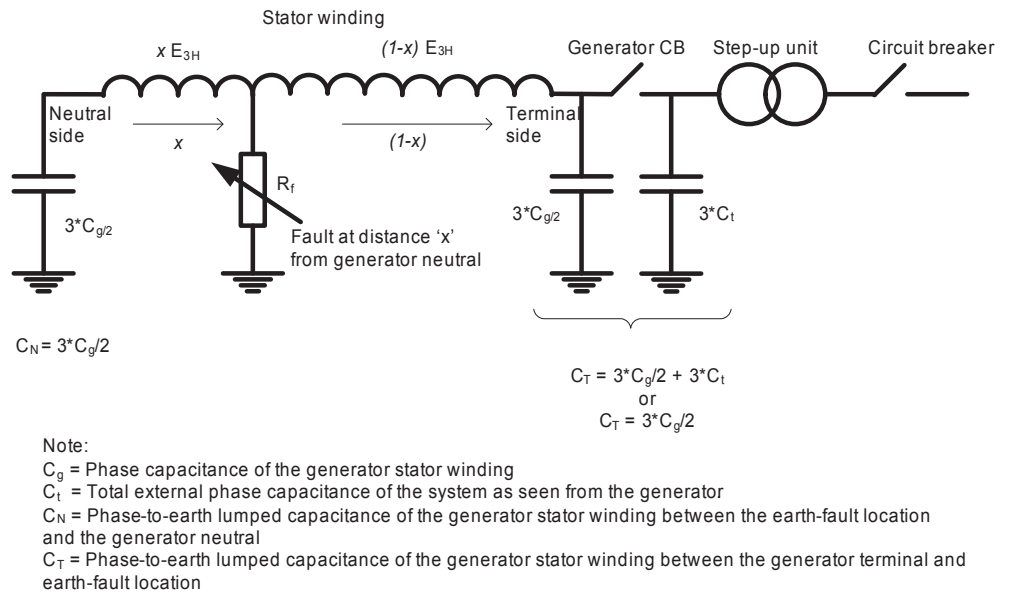 Stator winding
x E3H
(1-x) E3H
Generator CB
Step-up unit
Circuit breaker
Neutral
side
x
(1-x)
Terminal
side
Rf
3*Cg/2
3*Cg/2
3*Ct
Fault at distance ‘x’
from generator neutral
CN = 3*Cg/2
CT = 3*Cg/2 + 3*Ct
or
CT = 3*Cg/2
Note:
Cg = Phase capacitance of the generator stator winding
Ct = Total external phase capacitance of the system as seen from the generator
CN = Phase-to-earth lumped capacitance of the generator stator winding between the earth-fault location
and the generator neutral
CT = Phase-to-earth lumped capacitance of the generator stator winding between the generator terminal and
earth-fault location